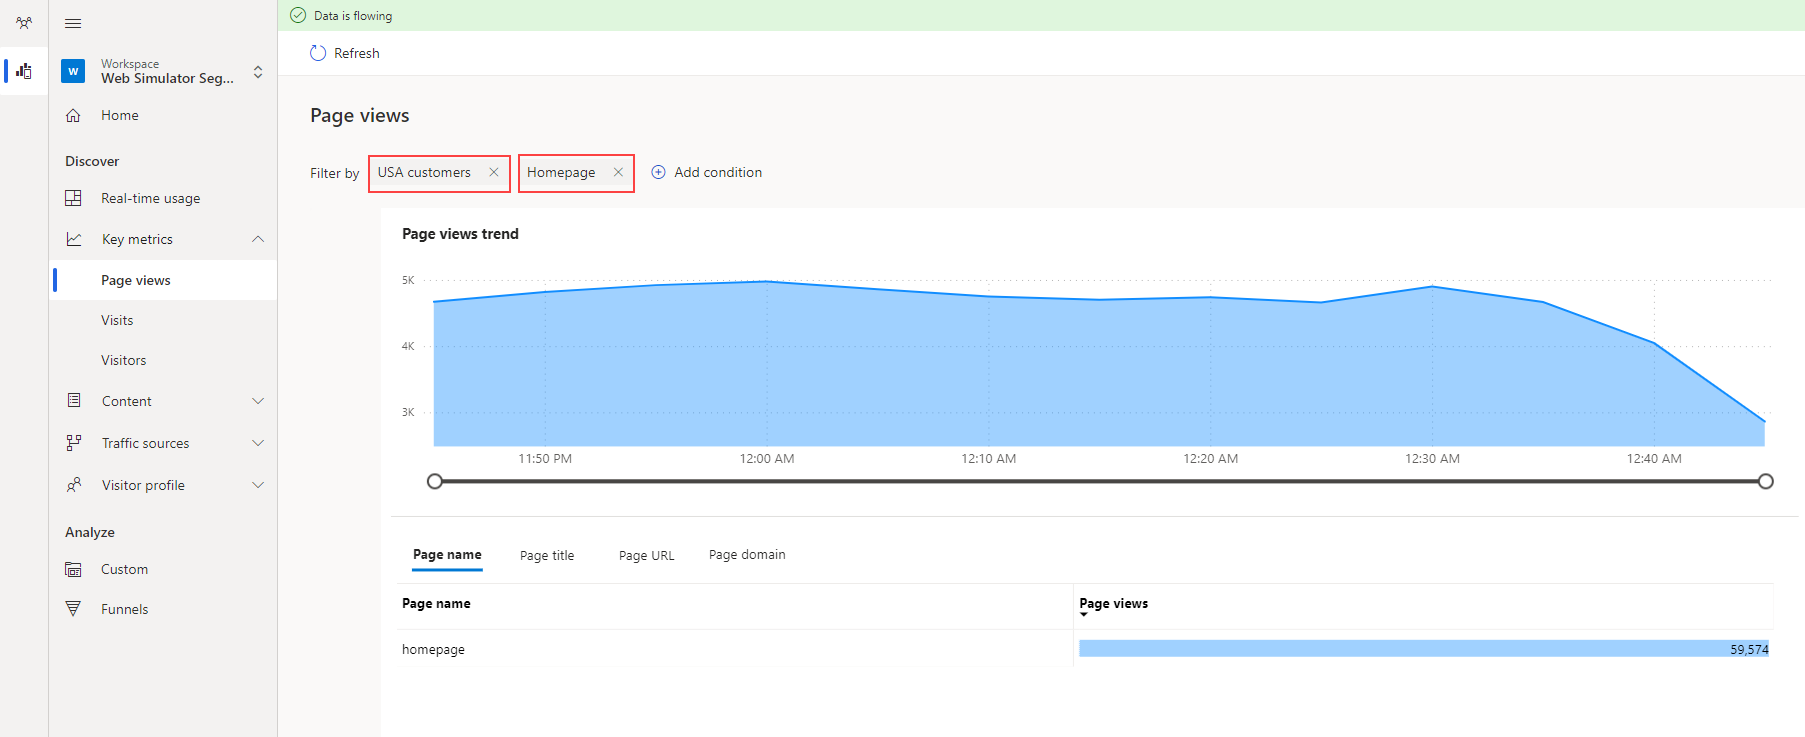 Data is flowing
Refresh
W
Workspace
Web Simulator Seg...
Home
Discover
Real-time usage
Key metrics
Page views
Visits
Visitors
Content
Traffic sources
Visitor profile
Analyze
Custom
Funnels
Page views
Filter by USA customers Homepage Add condition
Page views trend
5K
4K
3K
11:50 PM 12:00 AM 12:10 AM 12:20 AM 12:30 AM 12:40 AM
Page name Page title Page URL Page domain
Page name Page views
homepage 59,574